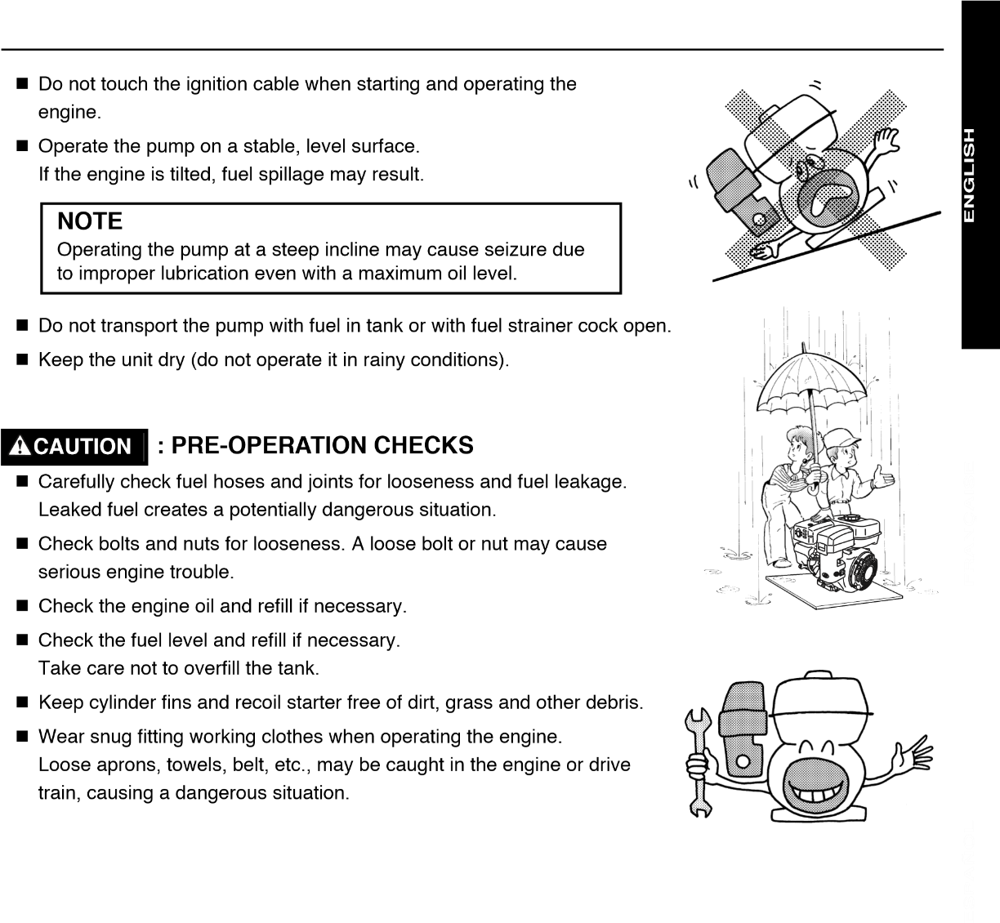 ■ Do not touch the ignition cable when starting and operating the
engine.
■ Operate the pump on a stable, level surface.
If the engine is tilted, fuel spillage may result.
NOTE
Operating the pump at a steep incline may cause seizure due
to improper lubrication even with a maximum oil level.
■ Do not transport the pump with fuel in tank or with fuel strainer cock open.
■ Keep the unit dry (do not operate it in rainy conditions).
CAUTION : PRE-OPERATION CHECKS
■ Carefully check fuel hoses and joints for looseness and fuel leakage.
Leaked fuel creates a potentially dangerous situation.
■ Check bolts and nuts for looseness. A loose bolt or nut may cause
serious engine trouble.
■ Check the engine oil and refill if necessary.
■ Check the fuel level and refill if necessary.
Take care not to overfill the tank.
■ Keep cylinder fins and recoil starter free of dirt, grass and other debris.
■ Wear snug fitting working clothes when operating the engine.
Loose aprons, towels, belt, etc., may be caught in the engine or drive
train, causing a dangerous situation.
ENGLISH